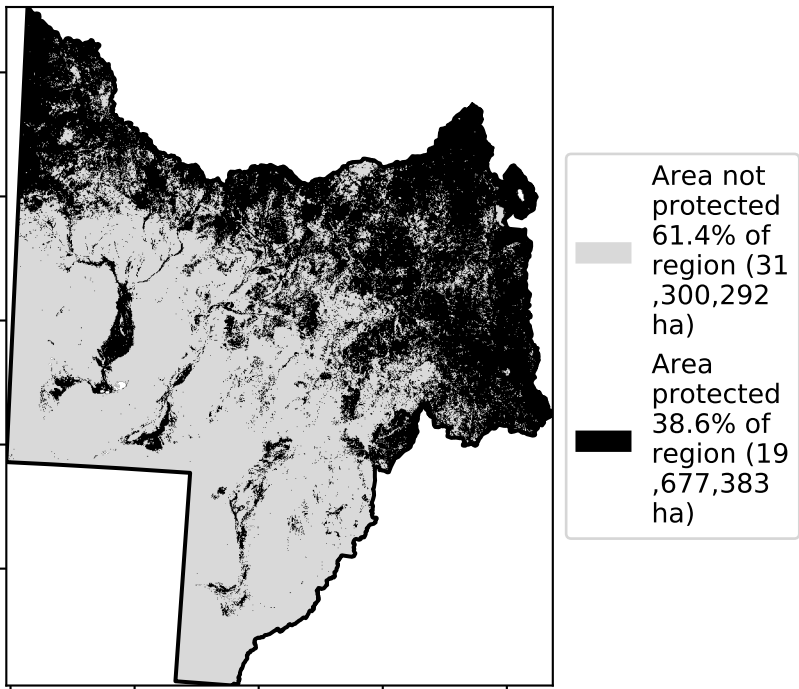 Area not
protected
61.4% of
region (31
,300,292
ha)
Area
protected
38.6% of
region (19
,677,383
ha)